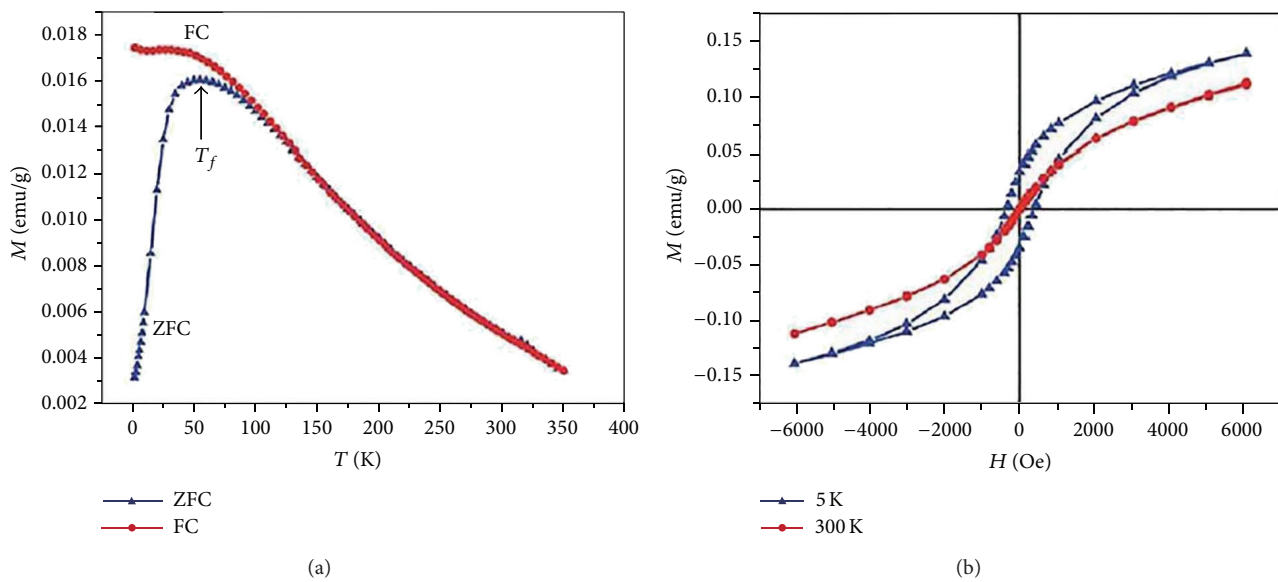 0.018
0.016
0.014
0.012
0.010
0.008
0.006
0.004
0.002
M (emu/g)
FC
T_f
ZFC
0 50 100 150 200 250 300 350 400
T (K)
ZFC
FC
(a)
0.15
0.10
0.05
0.00
−0.05
−0.10
−0.15
M (emu/g)
−6000 −4000 −2000 0 2000 4000 6000
H (Oe)
5 K
300 K
(b)